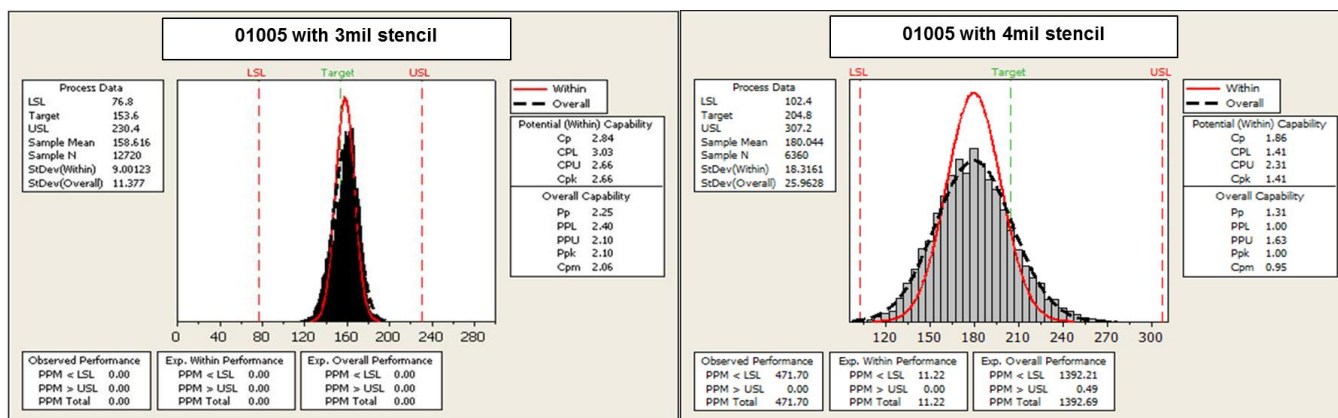 01005 with 3mil stencil
LSL Target USL
Process Data
LSL 76.8
Target 153.6
USL 230.4
Sample Mean 158.616
Sample N 12720
StDev(Within) 9.00123
StDev(Overall) 11.377
Within
Overall
Potential (Within) Capability
Cp 2.84
CPL 3.03
CPU 2.66
Cpk 2.66
Overall Capability
Pp 2.25
PPL 2.40
PPU 2.10
Ppk 2.10
Cpm 2.06
0 40 80 120 160 200 240 280
Observed Performance
PPM < LSL 0.00
PPM > USL 0.00
PPM Total 0.00
Exp. Within Performance
PPM < LSL 0.00
PPM > USL 0.00
PPM Total 0.00
Exp. Overall Performance
PPM < LSL 0.00
PPM > USL 0.00
PPM Total 0.00
01005 with 4mil stencil
LSL Target USL
Process Data
LSL 102.4
Target 204.8
USL 307.2
Sample Mean 180.044
Sample N 6360
StDev(Within) 18.3161
StDev(Overall) 25.9628
Within
Overall
Potential (Within) Capability
Cp 1.86
CPL 1.41
CPU 2.31
Cpk 1.41
Overall Capability
Pp 1.31
PPL 1.00
PPU 1.63
Ppk 1.00
Cpm 0.95
120 150 180 210 240 270 300
Observed Performance
PPM < LSL 471.70
PPM > USL 0.00
PPM Total 471.70
Exp. Within Performance
PPM < LSL 11.22
PPM > USL 0.00
PPM Total 11.22
Exp. Overall Performance
PPM < LSL 1392.21
PPM > USL 0.49
PPM Total 1392.69